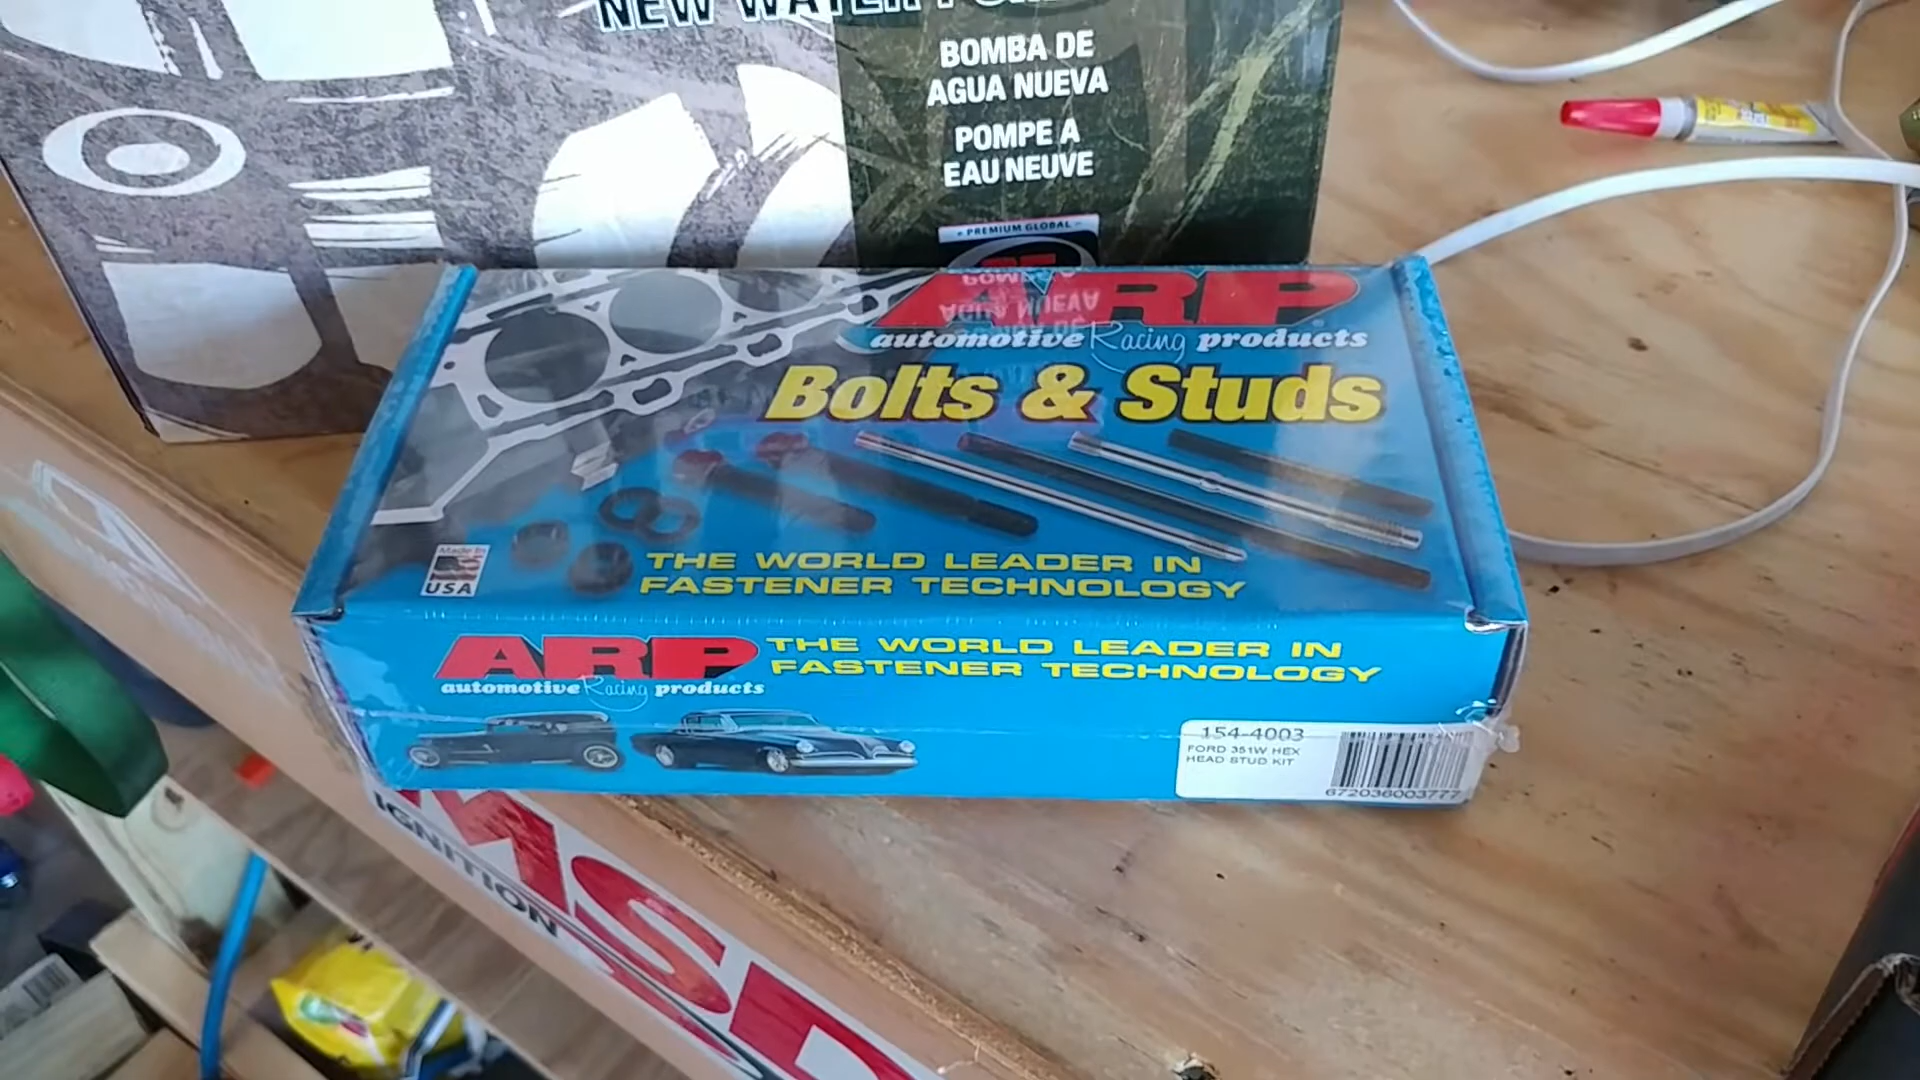 NEW WATER PUMP
BOMBA DE
AGUA NUEVA
POMPE A
EAU NEUVE
PREMIUM GLOBAL
ARP
automotive Racing products
Bolts & Studs
Made in
USA
THE WORLD LEADER IN
FASTENER TECHNOLOGY
ARP
automotive Racing products
THE WORLD LEADER IN
FASTENER TECHNOLOGY
154-4003
FORD 351W HEX
HEAD STUD KIT
672036003777
MSD
IGNITION